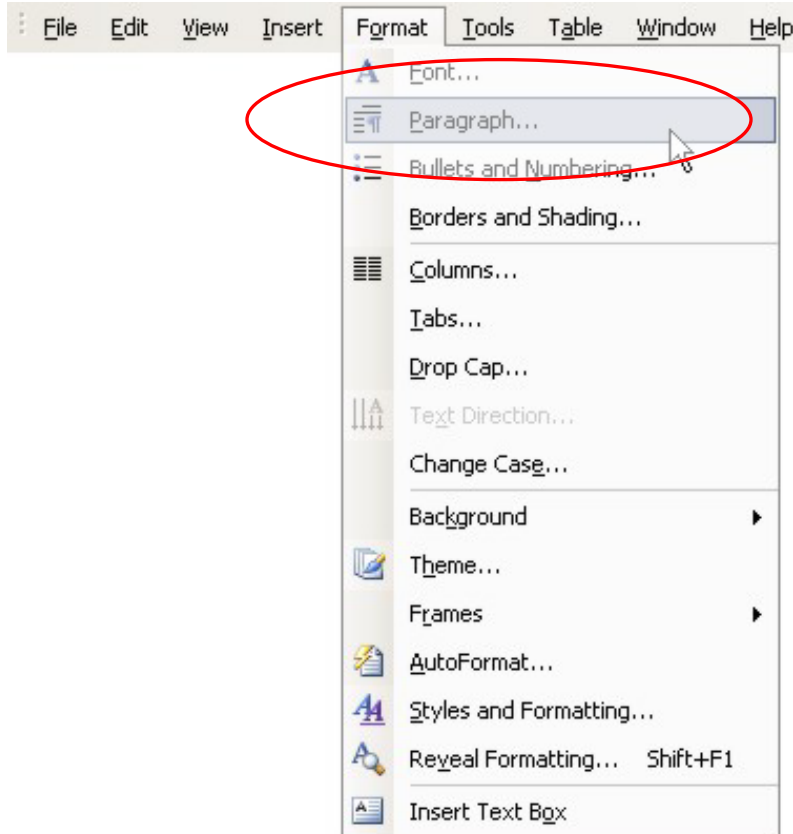 File Edit View Insert Format Tools Table Window Help
Font...
Paragraph...
Bullets and Numbering...
Borders and Shading...
Columns...
Tabs...
Drop Cap...
Text Direction...
Change Case...
Background
Theme...
Frames
AutoFormat...
Styles and Formatting...
Reveal Formatting... Shift+F1
Insert Text Box